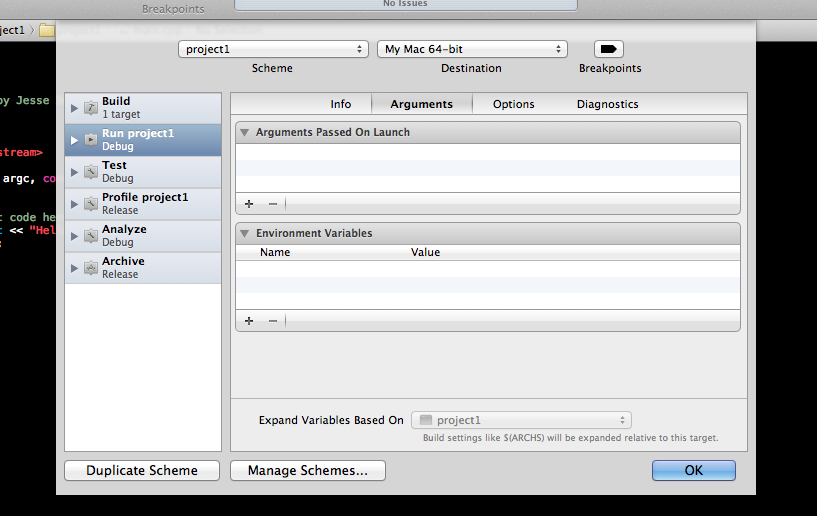 No Issues
Breakpoints
ject1
project1
My Mac 64-bit
Scheme
Destination
Breakpoints
by Jesse
stream>
argc, co
t code he
t << "Hel
;
Build
1 target
Run project1
Debug
Test
Debug
Profile project1
Release
Analyze
Debug
Archive
Release
Info
Arguments
Options
Diagnostics
Arguments Passed On Launch
Environment Variables
Name
Value
Expand Variables Based On
project1
Build settings like $(ARCHS) will be expanded relative to this target.
Duplicate Scheme
Manage Schemes...
OK